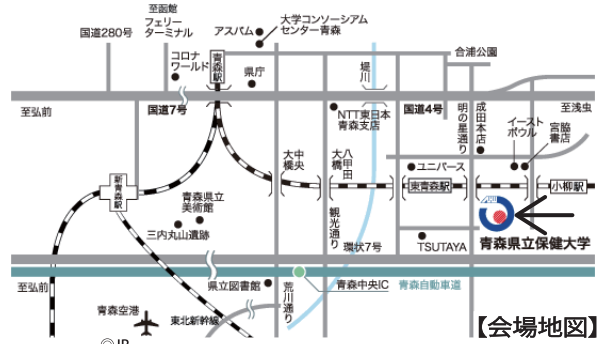 至函館
フェリー
ターミナル
国道280号
アスパム
大学コンソーシアム
センター青森
コロナ
ワールド
青森駅
県庁
堤川
合浦公園
至弘前
国道7号
NTT東日本
青森支店
国道4号
明の星通り
成田本店
至浅虫
イースト
ボウル
宮脇
書店
中央
大橋
八甲田
大橋
ユニバース
東青森駅
小柳駅
新青森駅
青森県立
美術館
三内丸山遺跡
観光通り
環状7号
TSUTAYA
青森県立保健大学
至弘前
県立図書館
荒川通り
青森中央IC
青森自動車道
青森空港
東北新幹線
【会場地図】